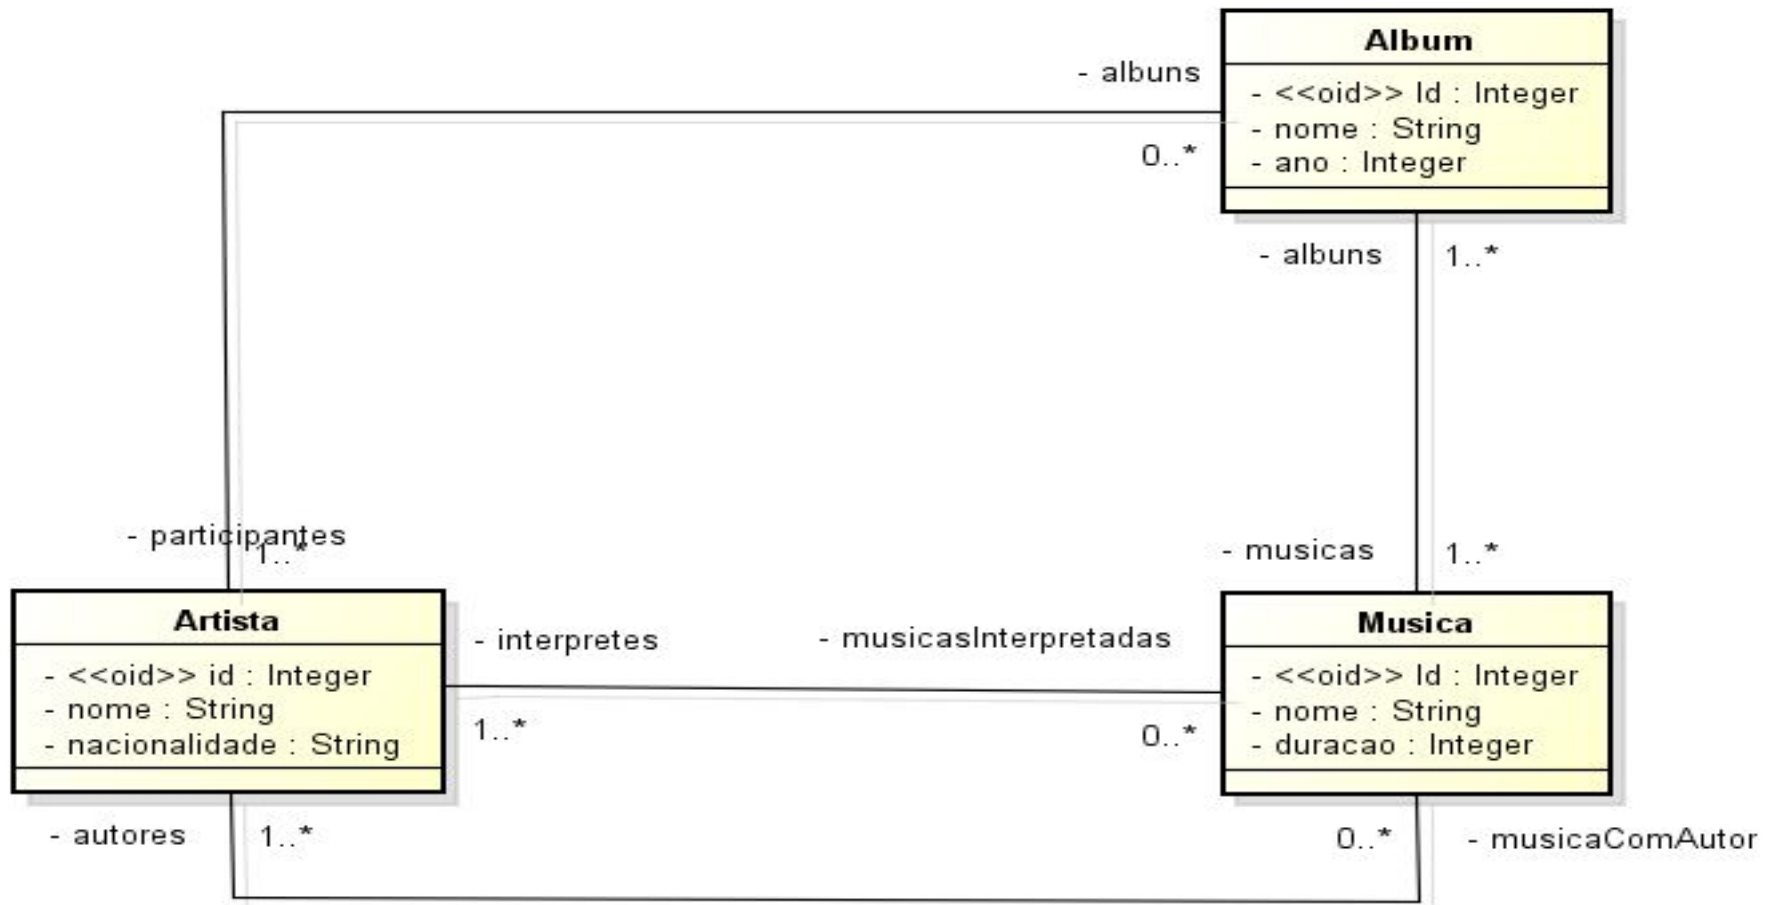 Album
- <<oid>> Id : Integer
- nome : String
- ano : Integer
- albuns
0..*
- albuns
1..*
- participantes
1..*
- musicas
1..*
Artista
- <<oid>> id : Integer
- nome : String
- nacionalidade : String
- interpretes
1..*
- musicasInterpretadas
0..*
Musica
- <<oid>> Id : Integer
- nome : String
- duracao : Integer
- autores
1..*
0..*
- musicaComAutor